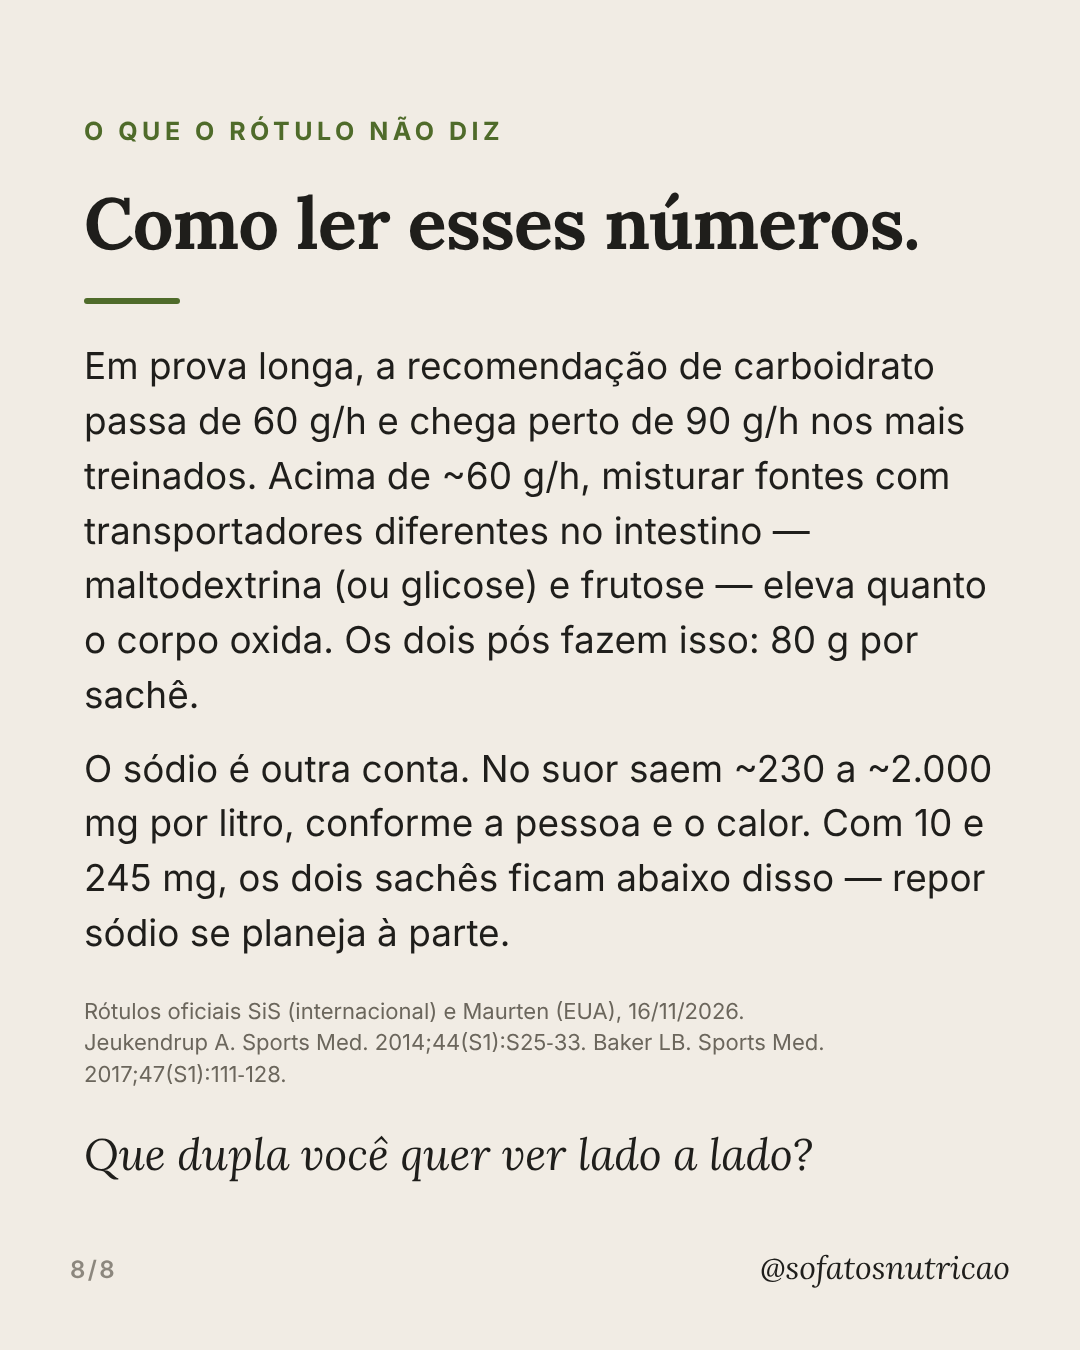 O QUE O RÓTULO NÃO DIZ
Como ler esses números.
Em prova longa, a recomendação de carboidrato
passa de 60 g/h e chega perto de 90 g/h nos mais
treinados. Acima de ~60 g/h, misturar fontes com
transportadores diferentes no intestino —
maltodextrina (ou glicose) e frutose — eleva quanto
o corpo oxida. Os dois pós fazem isso: 80 g por
sachê.
O sódio é outra conta. No suor saem ~230 a ~2.000
mg por litro, conforme a pessoa e o calor. Com 10 e
245 mg, os dois sachês ficam abaixo disso — repor
sódio se planeja à parte.
Rótulos oficiais SiS (internacional) e Maurten (EUA), 16/11/2026.
Jeukendrup A. Sports Med. 2014;44(S1):S25-33. Baker LB. Sports Med.
2017;47(S1):111-128.
Que dupla você quer ver lado a lado?
8/8
@sofatosnutricao